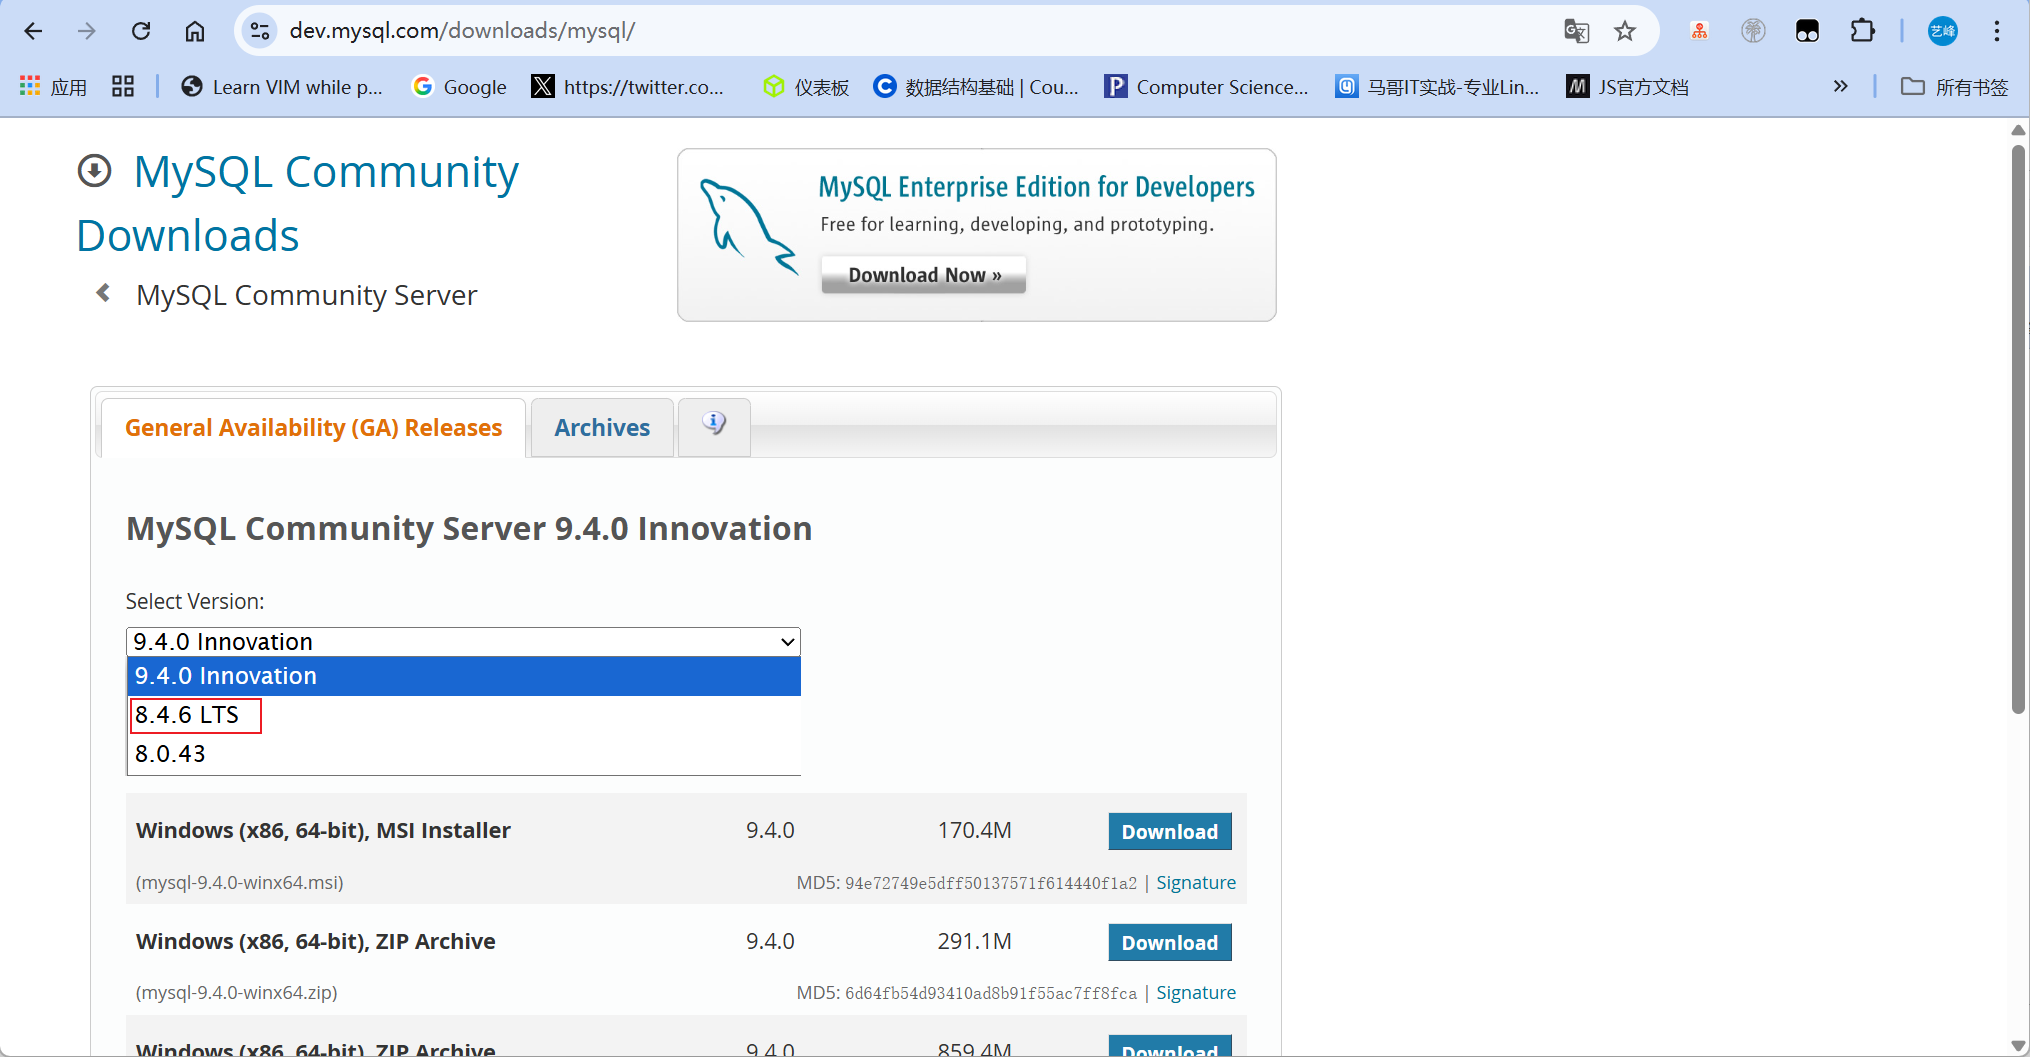 dev.mysql.com/downloads/mysql/
艺峰
应用
Learn VIM while p...
Google
https://twitter.co...
仪表板
数据结构基础 | Cou...
Computer Science...
马哥IT实战-专业Lin...
JS官方文档
所有书签
MySQL Community
Downloads
MySQL Community Server
MySQL Enterprise Edition for Developers
Free for learning, developing, and prototyping.
Download Now »
General Availability (GA) Releases
Archives
MySQL Community Server 9.4.0 Innovation
Select Version:
9.4.0 Innovation
9.4.0 Innovation
8.4.6 LTS
8.0.43
Windows (x86, 64-bit), MSI Installer 9.4.0 170.4M Download
(mysql-9.4.0-winx64.msi) MD5: 94e72749e5dff50137571f614440f1a2 | Signature
Windows (x86, 64-bit), ZIP Archive 9.4.0 291.1M Download
(mysql-9.4.0-winx64.zip) MD5: 6d64fb54d93410ad8b91f55ac7ff8fca | Signature
Windows (x86, 64-bit), ZIP Archive 9.4.0 859.4M Download